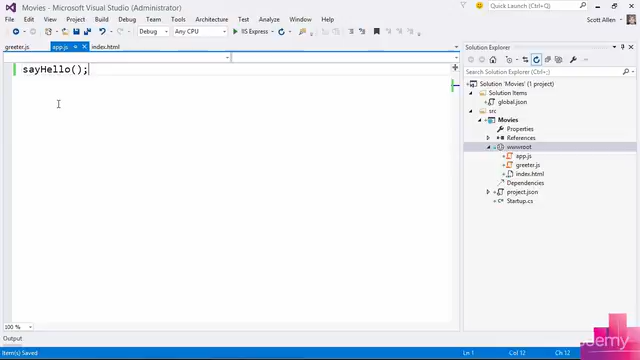 Movies - Microsoft Visual Studio (Administrator)
Quick Launch (Ctrl+Q)
File Edit View Project Build Debug Team Tools Architecture Test Analyze Window Help
Scott Allen
Debug Any CPU IIS Express
greeter.js app.js index.html
Solution Explorer
sayHello();
Search Solution Explorer (Ctrl+;)
Solution 'Movies' (1 project)
Solution Items
global.json
src
Movies
Properties
References
wwwroot
app.js
greeter.js
index.html
Dependencies
project.json
Startup.cs
100 %
Output
Item(s) Saved
Ln 1 Col 12 Ch 12